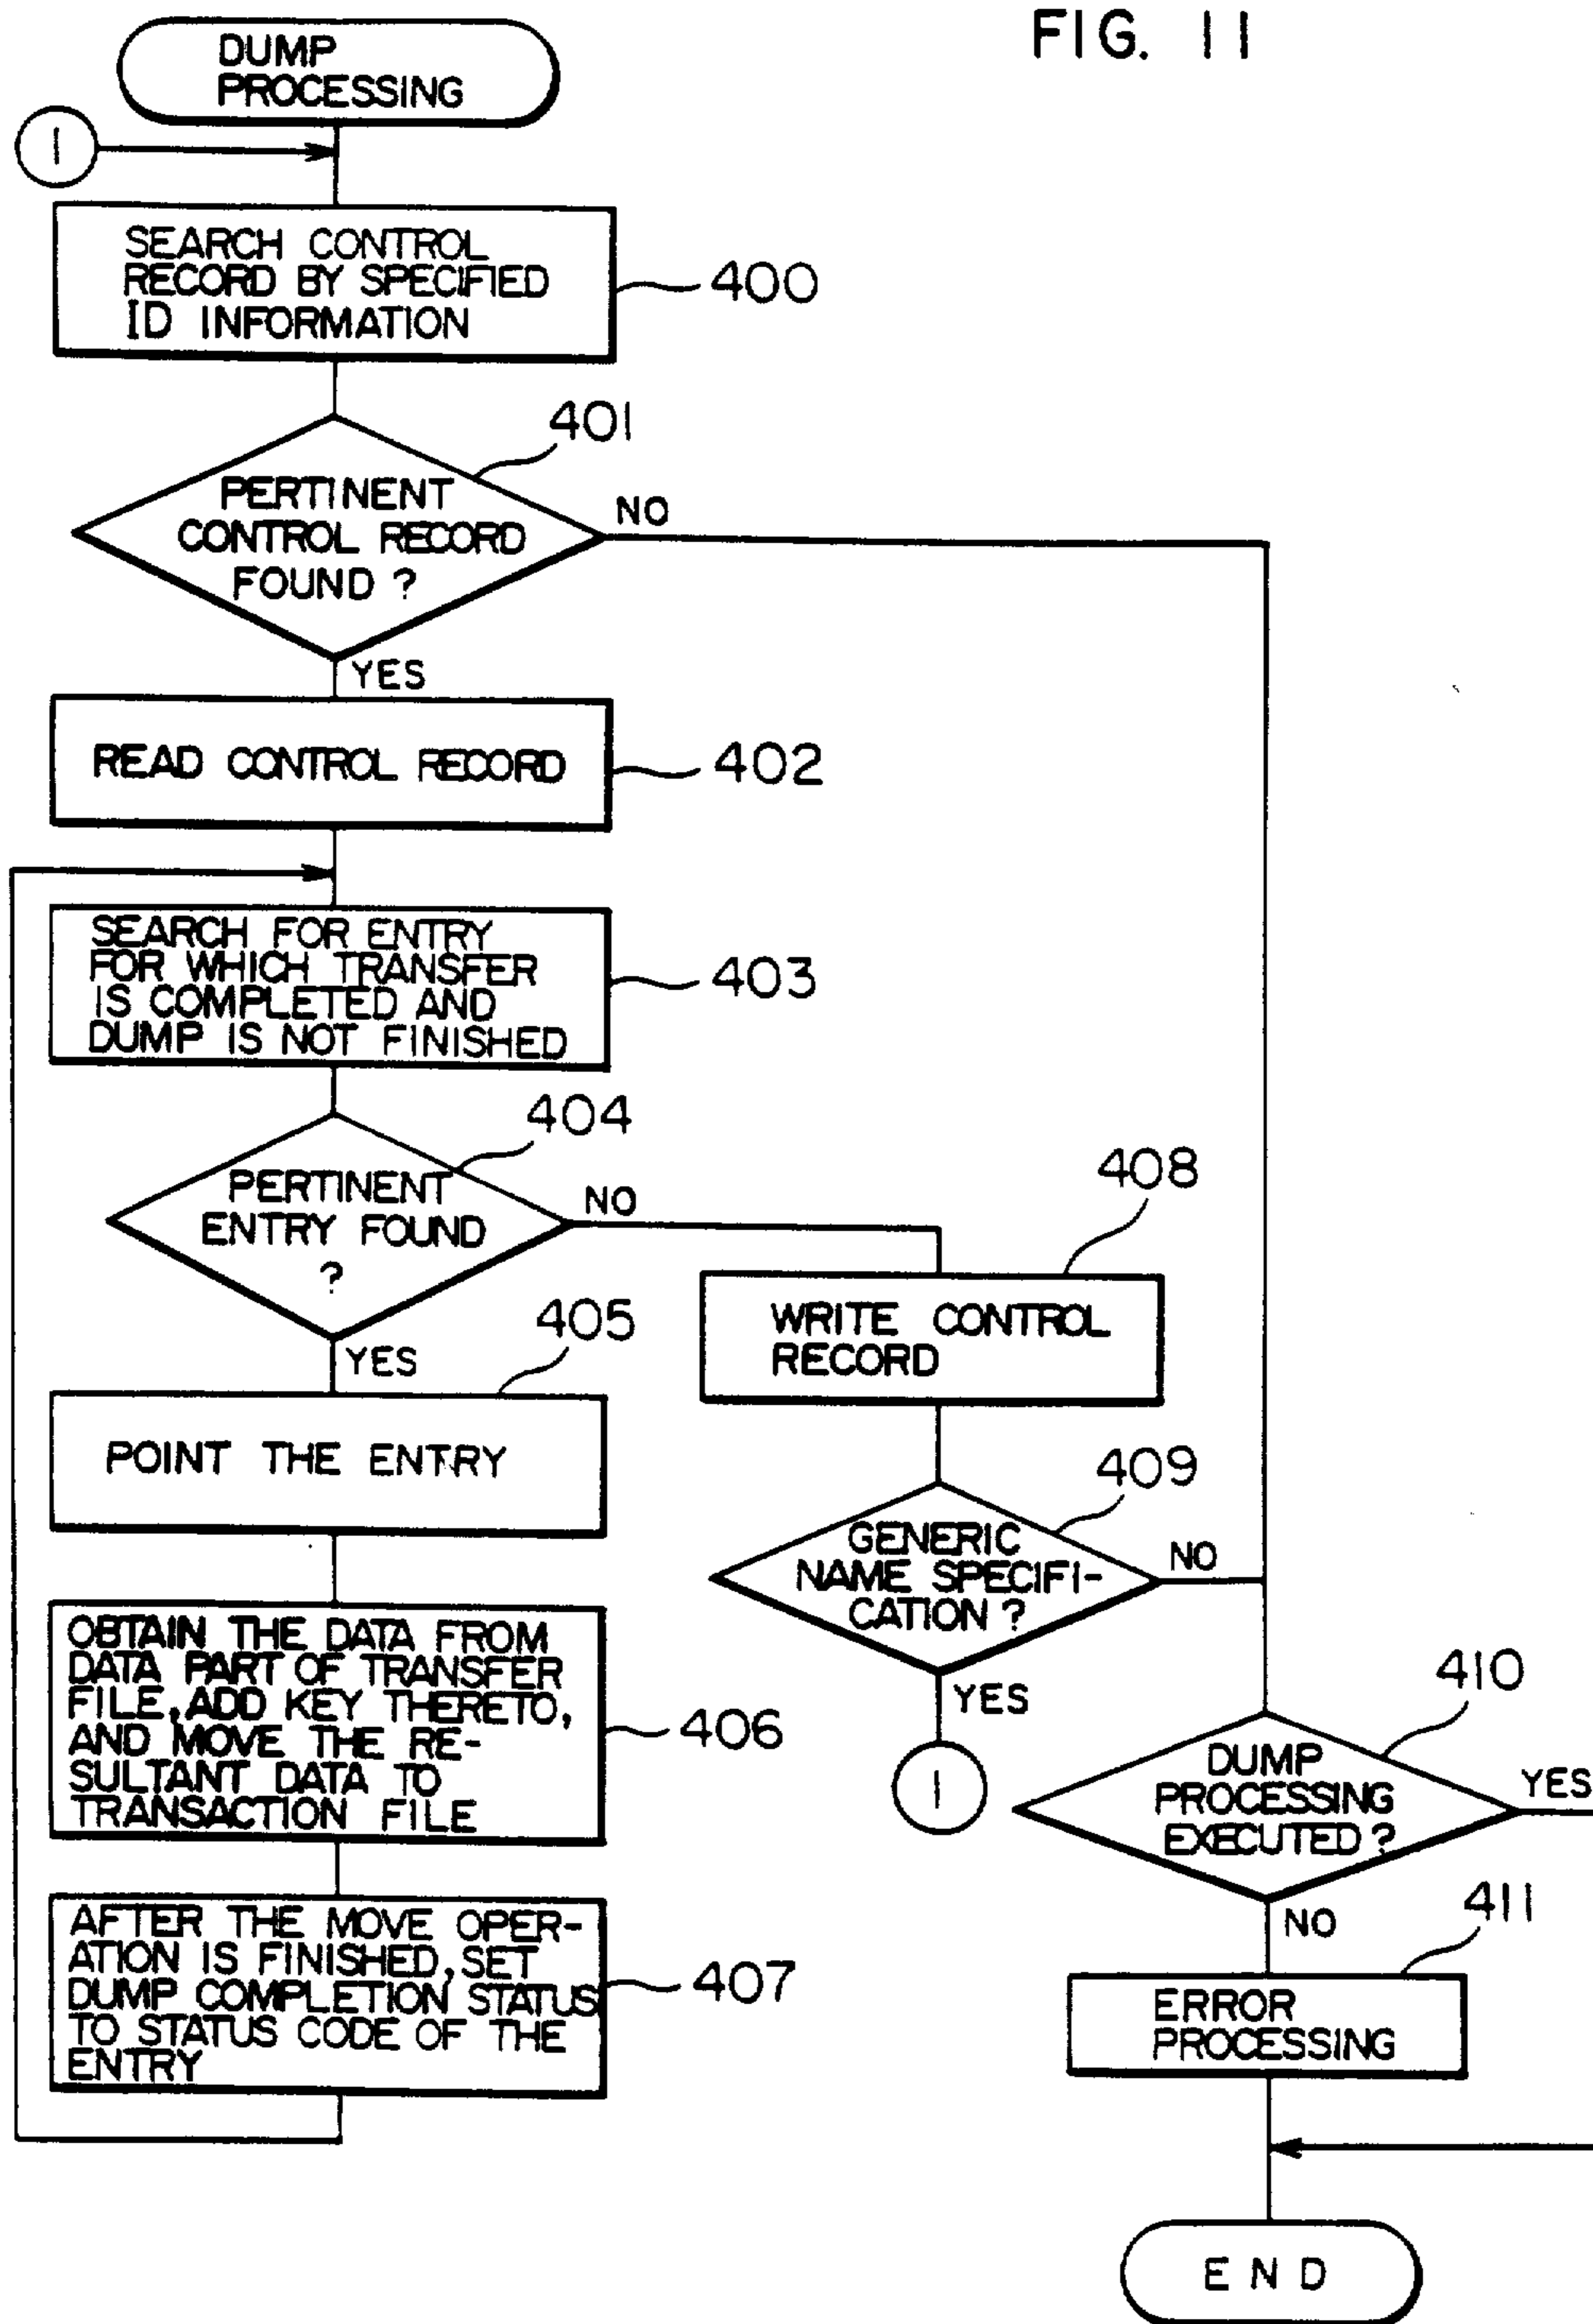 FIG. 11
DUMP
PROCESSING
1
SEARCH CONTROL
RECORD BY SPECIFIED
ID INFORMATION
400
401
PERTINENT
CONTROL RECORD
FOUND ?
NO
YES
READ CONTROL RECORD
402
SEARCH FOR ENTRY
FOR WHICH TRANSFER
IS COMPLETED AND
DUMP IS NOT FINISHED
403
404
PERTINENT
ENTRY FOUND
?
NO
YES
405
POINT THE ENTRY
OBTAIN THE DATA FROM
DATA PART OF TRANSFER
FILE, ADD KEY THERETO,
AND MOVE THE RE-
SULTANT DATA TO
TRANSACTION FILE
406
AFTER THE MOVE OPER-
ATION IS FINISHED, SET
DUMP COMPLETION STATUS
TO STATUS CODE OF THE
ENTRY
407
408
WRITE CONTROL
RECORD
409
GENERIC
NAME SPECIFI-
CATION ?
NO
YES
1
410
DUMP
PROCESSING
EXECUTED ?
YES
NO
411
ERROR
PROCESSING
END